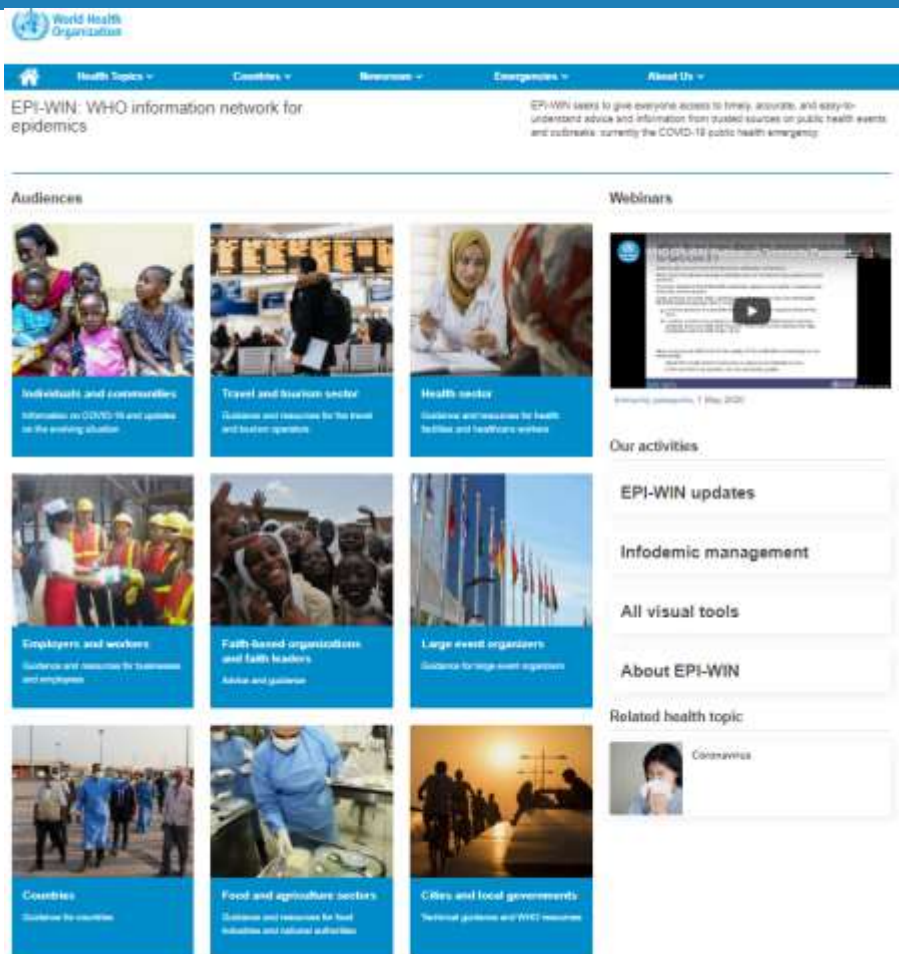 World Health
Organization
Health Topics
Countries
Newsroom
Emergencies
About Us
EPI-WIN: WHO information network for
epidemics
EPI-WIN seeks to give everyone access to timely, accurate, and easy-to-
understand advice and information from trusted sources on public health events
and outbreaks: currently the COVID-19 public health emergency
Audiences
Webinars
Individuals and communities
Information on COVID-19 and updates
on the evolving situation
Travel and tourism sector
Guidance and resources for the travel
and tourism operators
Health sector
Guidance and resources for health
facilities and healthcare workers
Immunity passports, 1 May 2020
Our activities
EPI-WIN updates
Infodemic management
All visual tools
About EPI-WIN
Employers and workers
Guidance and resources for businesses
and employees
Faith-based organizations
and faith leaders
Advice and guidance
Large event organizers
Guidance for large event organizers
Related health topic
Coronavirus
Countries
Guidance for countries
Food and agriculture sectors
Guidance and resources for food
industries and national authorities
Cities and local governments
Technical guidance and WHO resources